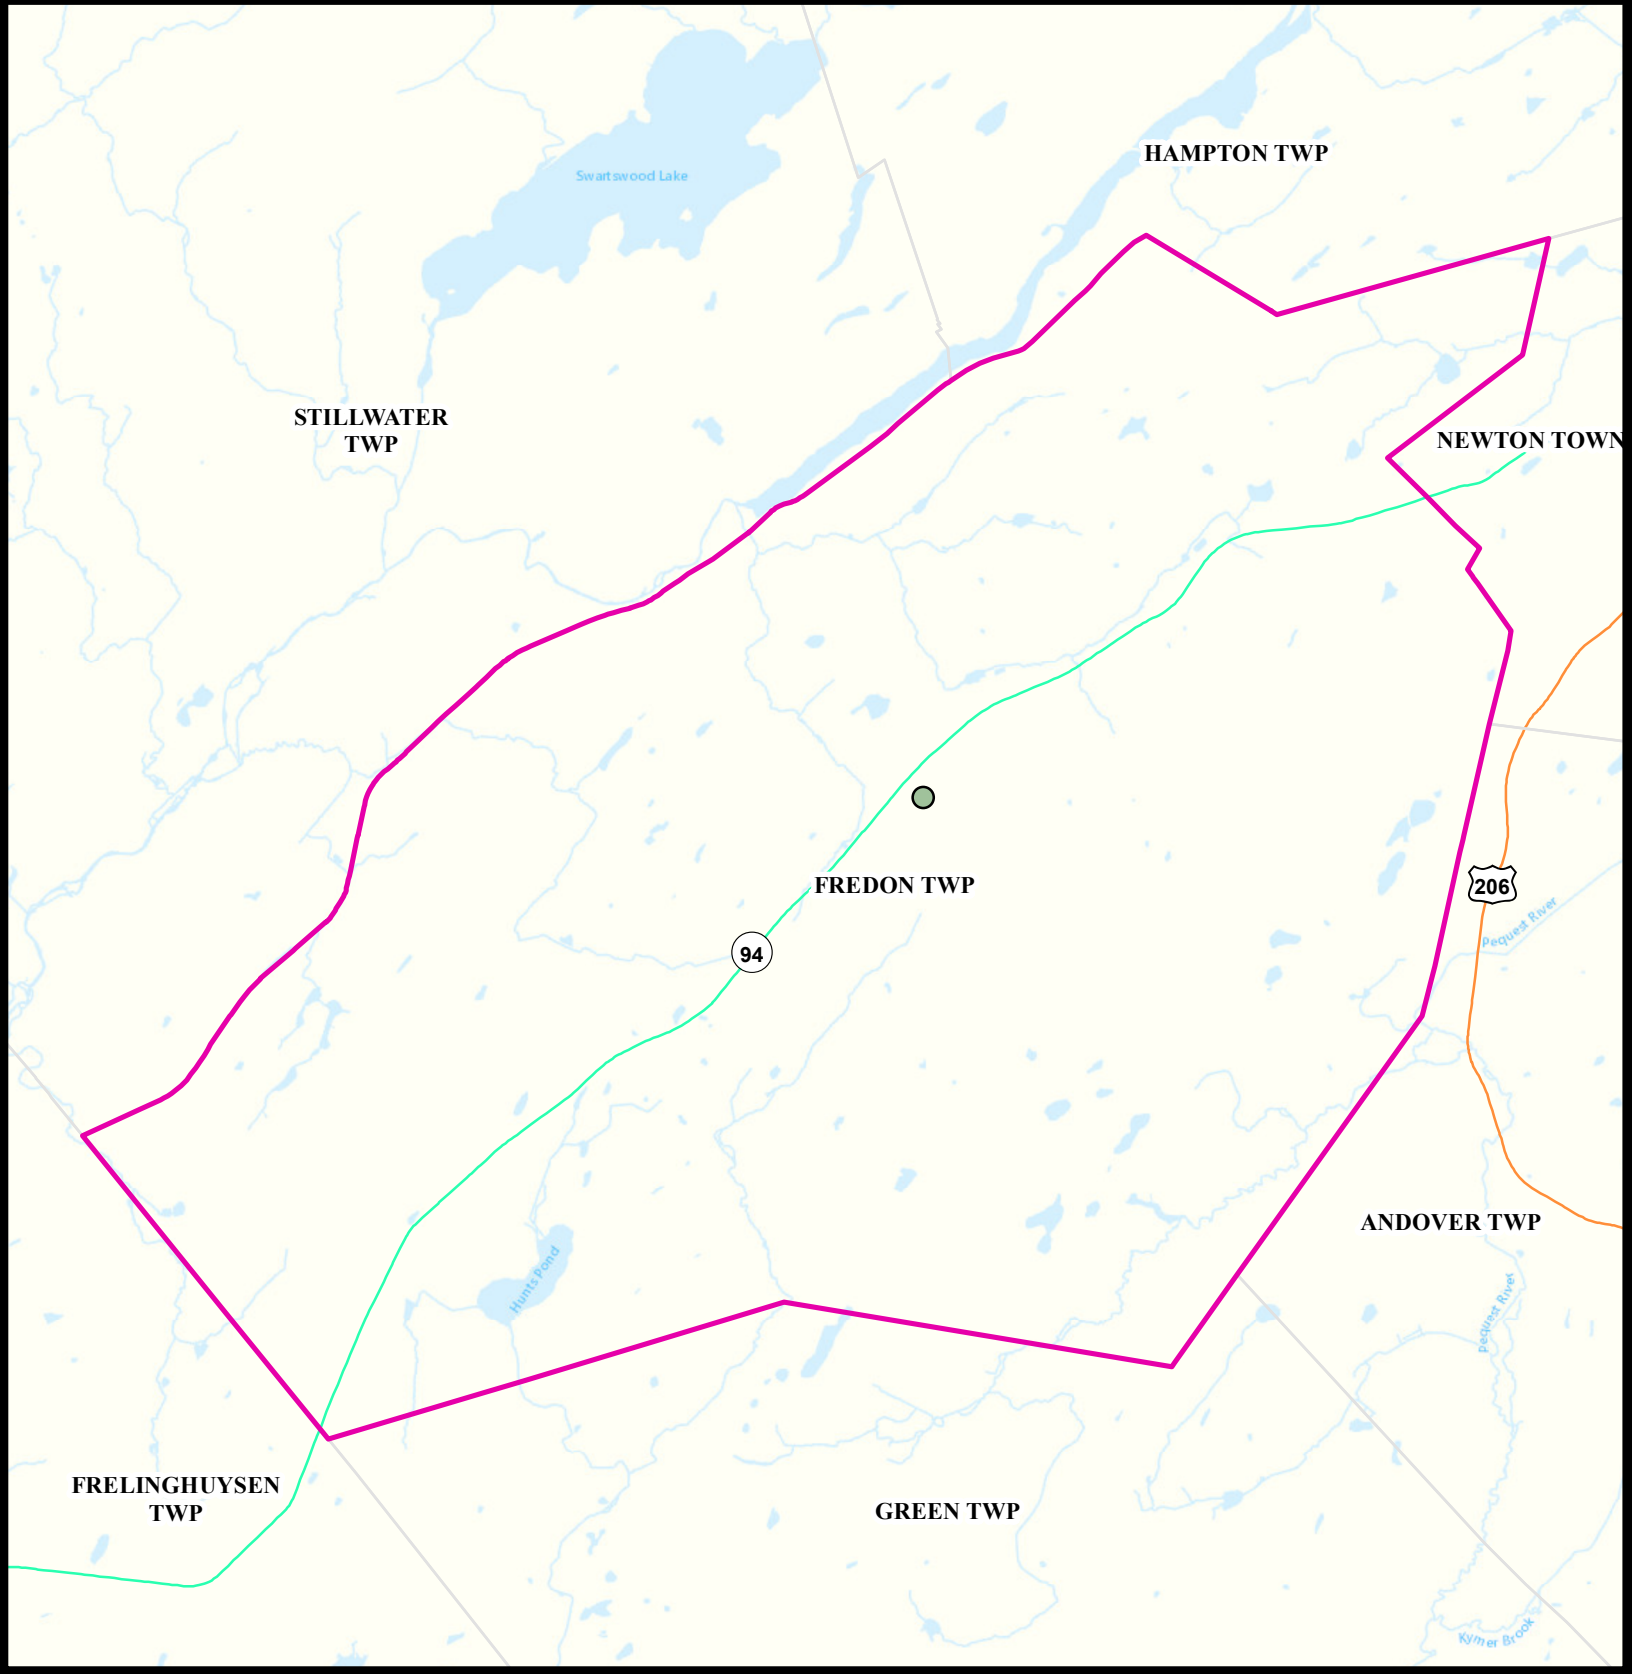 HAMPTON TWP
Swartswood Lake
STILLWATER
TWP
NEWTON TOWN
FREDON TWP
206
Pequest River
94
ANDOVER TWP
Hunts Pond
Pequest River
FRELINGHUYSEN
TWP
GREEN TWP
Kymer Brook